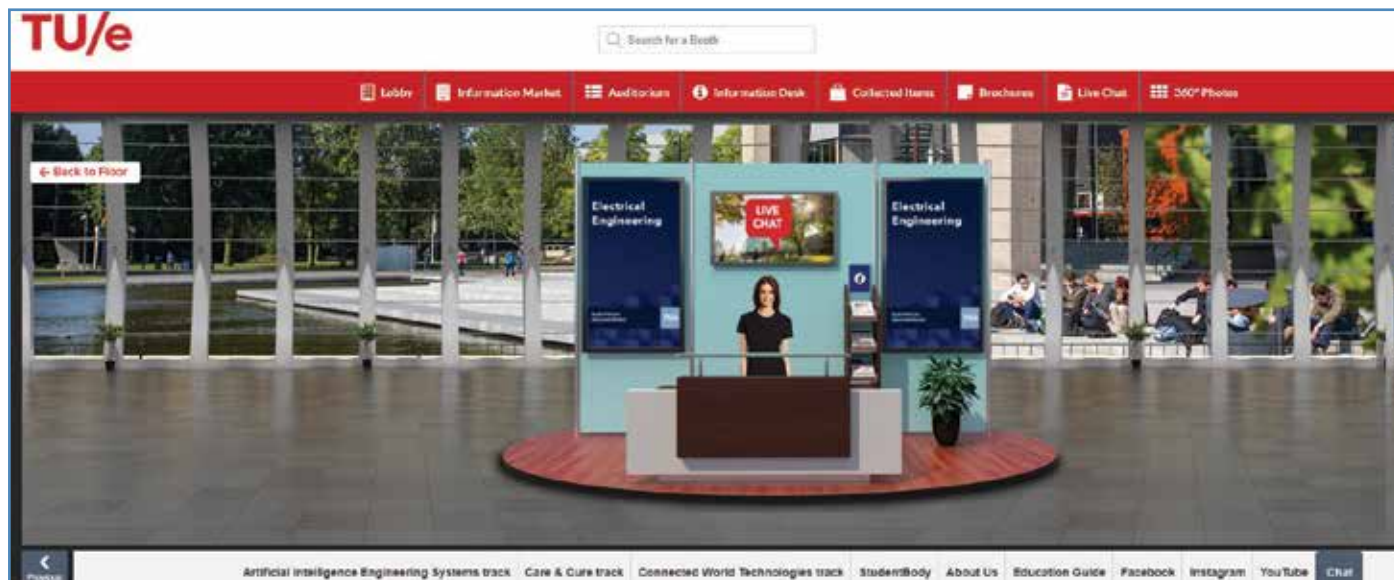 TU/e
Search for a Booth
Lobby
Information Market
Auditorium
Information Desk
Collected Items
Brochures
Live Chat
360° Photos
← Back to Floor
Electrical
Engineering
LIVE
CHAT
Electrical
Engineering
Artificial Intelligence Engineering Systems track
Care & Cure track
Connected World Technologies track
StudentBody
About Us
Education Guide
Facebook
Instagram
YouTube
Chat